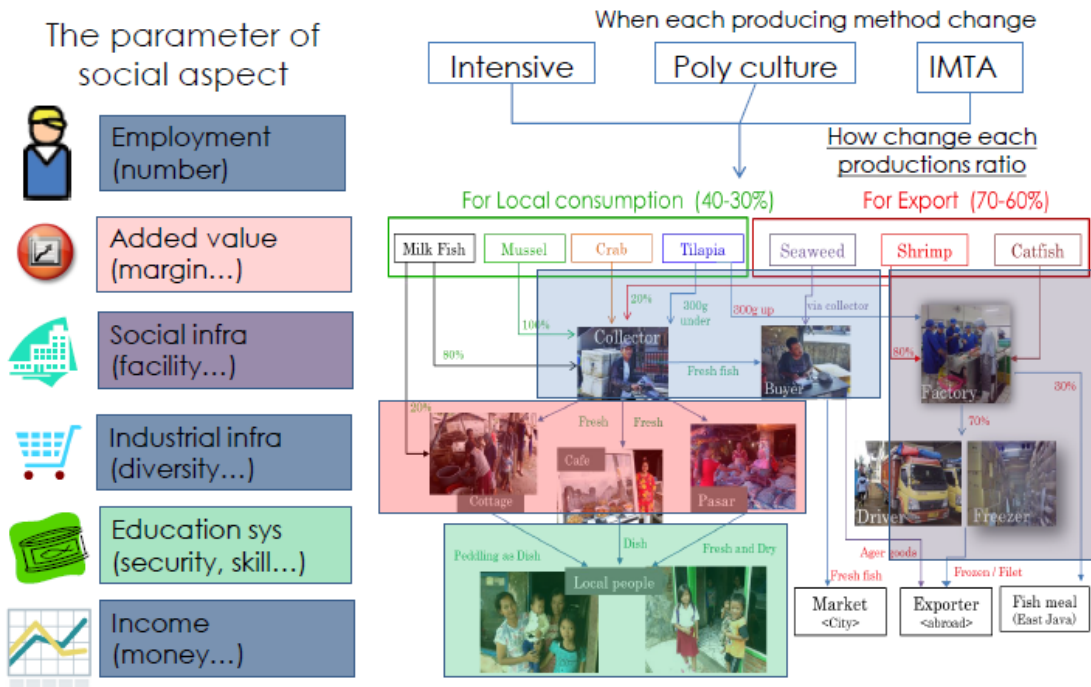 The parameter of
social aspect
Employment
(number)
Added value
(margin...)
Social infra
(facility...)
Industrial infra
(diversity...)
Education sys
(security, skill...)
Income
(money...)
When each producing method change
Intensive
Poly culture
IMTA
How change each
productions ratio
For Local consumption (40-30%)
For Export (70-60%)
Milk Fish
Mussel
Crab
Tilapia
Seaweed
Shrimp
Catfish
20%
300g
under
300g up
via collector
100%
Collector
80%
Fresh fish
Buyer
80%
Factory
30%
20%
70%
Fresh
Fresh
Cafe
Cottage
Pasar
Driver
Freezer
Peddling as Dish
Dish
Fresh and Dry
Local people
Ager goods
Fresh fish
Frozen / Filet
Market
<City>
Exporter
<abroad>
Fish meal
(East Java)